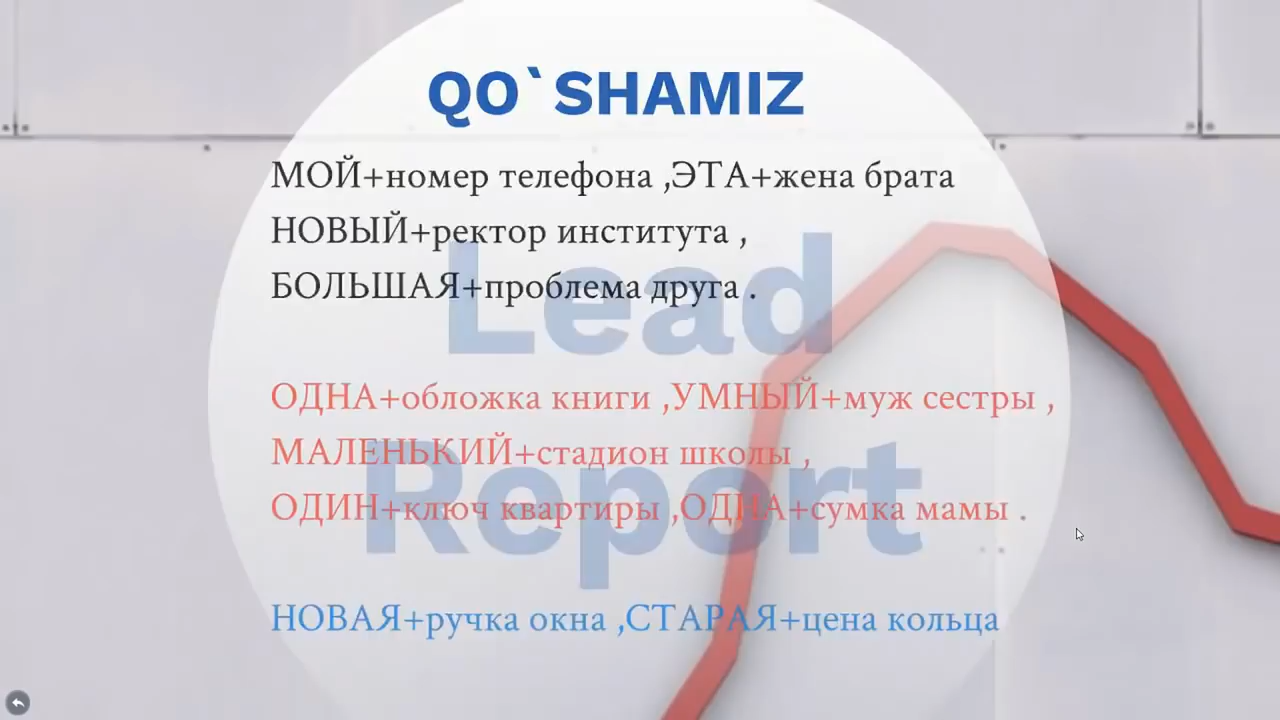 QO`SHAMIZ
МОЙ+номер телефона ,ЭТА+жена брата
НОВЫЙ+ректор института ,
БОЛЬШАЯ+проблема друга .
Lead
ОДНА+обложка книги ,УМНЫЙ+муж сестры ,
МАЛЕНЬКИЙ+стадион школы ,
Report
ОДИН+ключ квартиры ,ОДНА+сумка мамы .
НОВАЯ+ручка окна ,СТАРАЯ+цена кольца